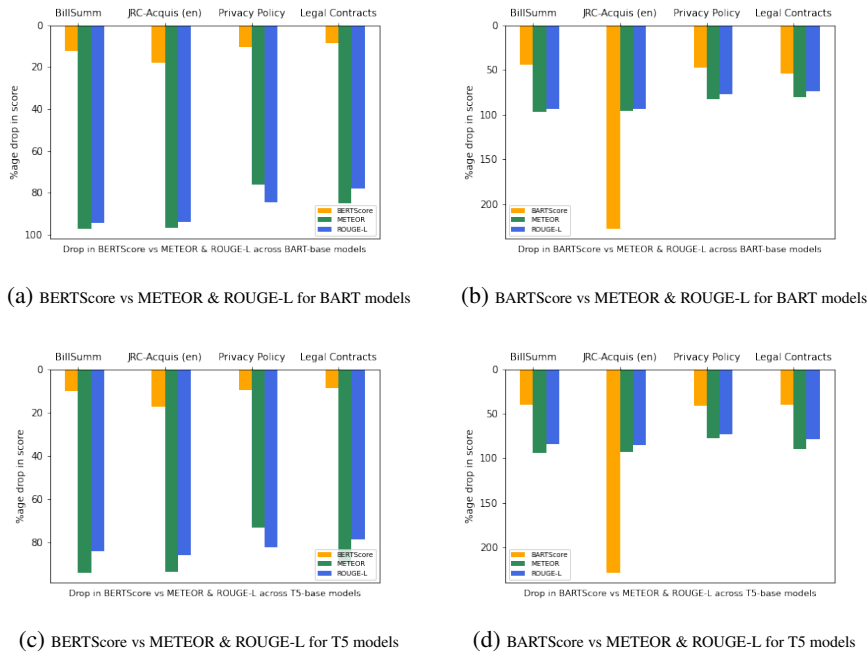 BillSumm JRC-Acquis (en) Privacy Policy Legal Contracts
0
20
40
60
80
100
%age drop in score
BERTScore
METEOR
ROUGE-L
Drop in BERTScore vs METEOR & ROUGE-L across BART-base models
(a) BERTScore vs METEOR & ROUGE-L for BART models
BillSumm JRC-Acquis (en) Privacy Policy Legal Contracts
0
50
100
150
200
%age drop in score
BARTScore
METEOR
ROUGE-L
Drop in BARTScore vs METEOR & ROUGE-L across BART-base models
(b) BARTScore vs METEOR & ROUGE-L for BART models
BillSumm JRC-Acquis (en) Privacy Policy Legal Contracts
0
20
40
60
80
%age drop in score
BERTScore
METEOR
ROUGE-L
Drop in BERTScore vs METEOR & ROUGE-L across T5-base models
(c) BERTScore vs METEOR & ROUGE-L for T5 models
BillSumm JRC-Acquis (en) Privacy Policy Legal Contracts
0
50
100
150
200
%age drop in score
BARTScore
METEOR
ROUGE-L
Drop in BARTScore vs METEOR & ROUGE-L across T5-base models
(d) BARTScore vs METEOR & ROUGE-L for T5 models